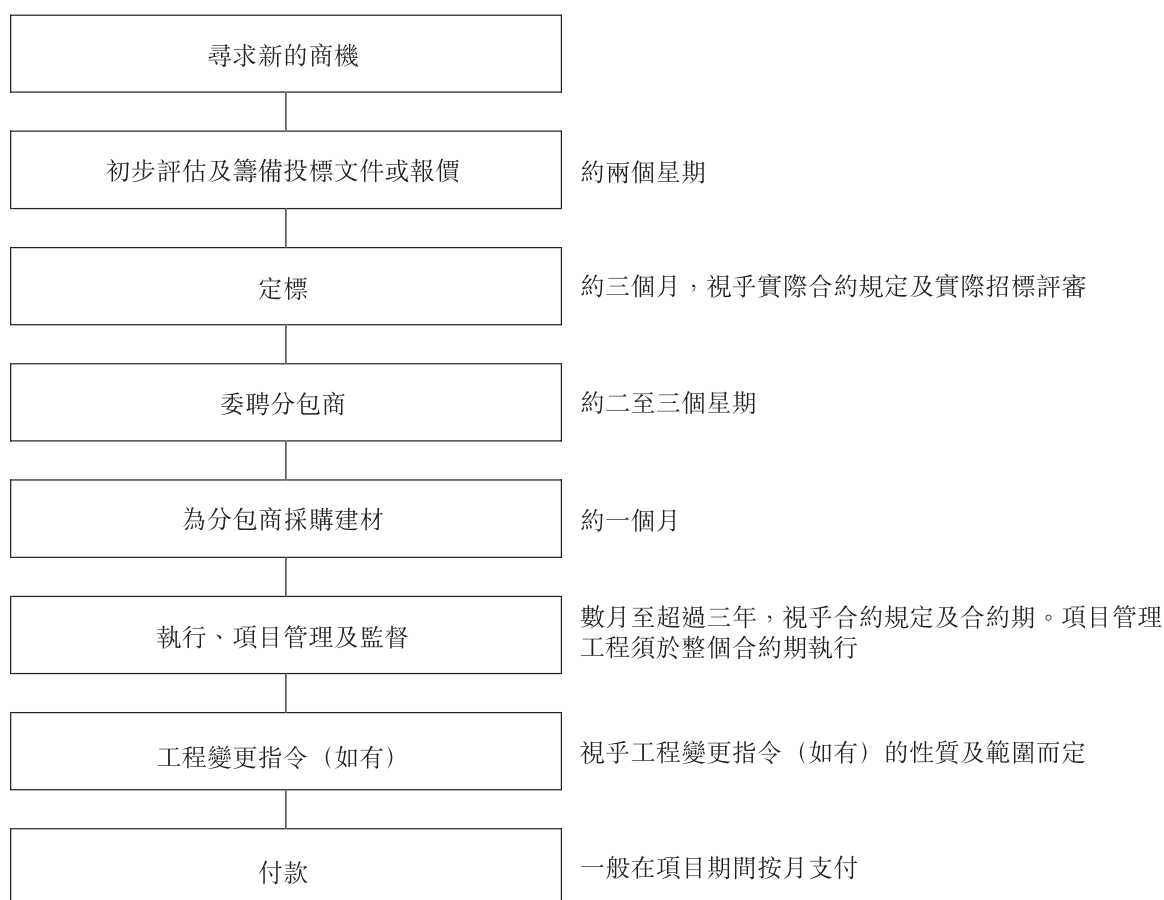 尋求新的商機
初步評估及籌備投標文件或報價
約兩個星期
定標
約三個月，視乎實際合約規定及實際招標評審
委聘分包商
約二至三個星期
為分包商採購建材
約一個月
執行、項目管理及監督
數月至超過三年，視乎合約規定及合約期。項目管理
工程須於整個合約期執行
工程變更指令（如有）
視乎工程變更指令（如有）的性質及範圍而定
付款
一般在項目期間按月支付